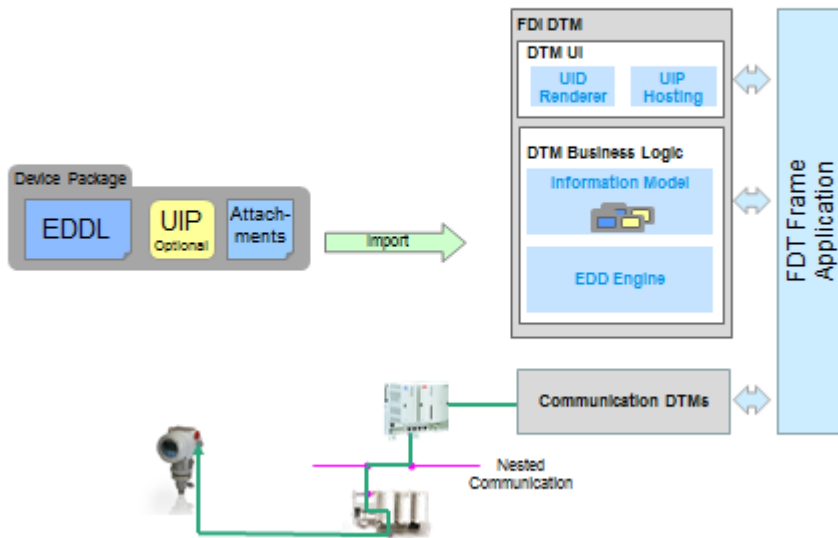 FDI DTM
DTM UI
UID
Renderer
UIP
Hosting
DTM Business Logic
Information Model
EDD Engine
FDT Frame
Application
Device Package
EDDL
UIP
Optional
Attach-
ments
Import
Communication DTMs
Nested
Communication